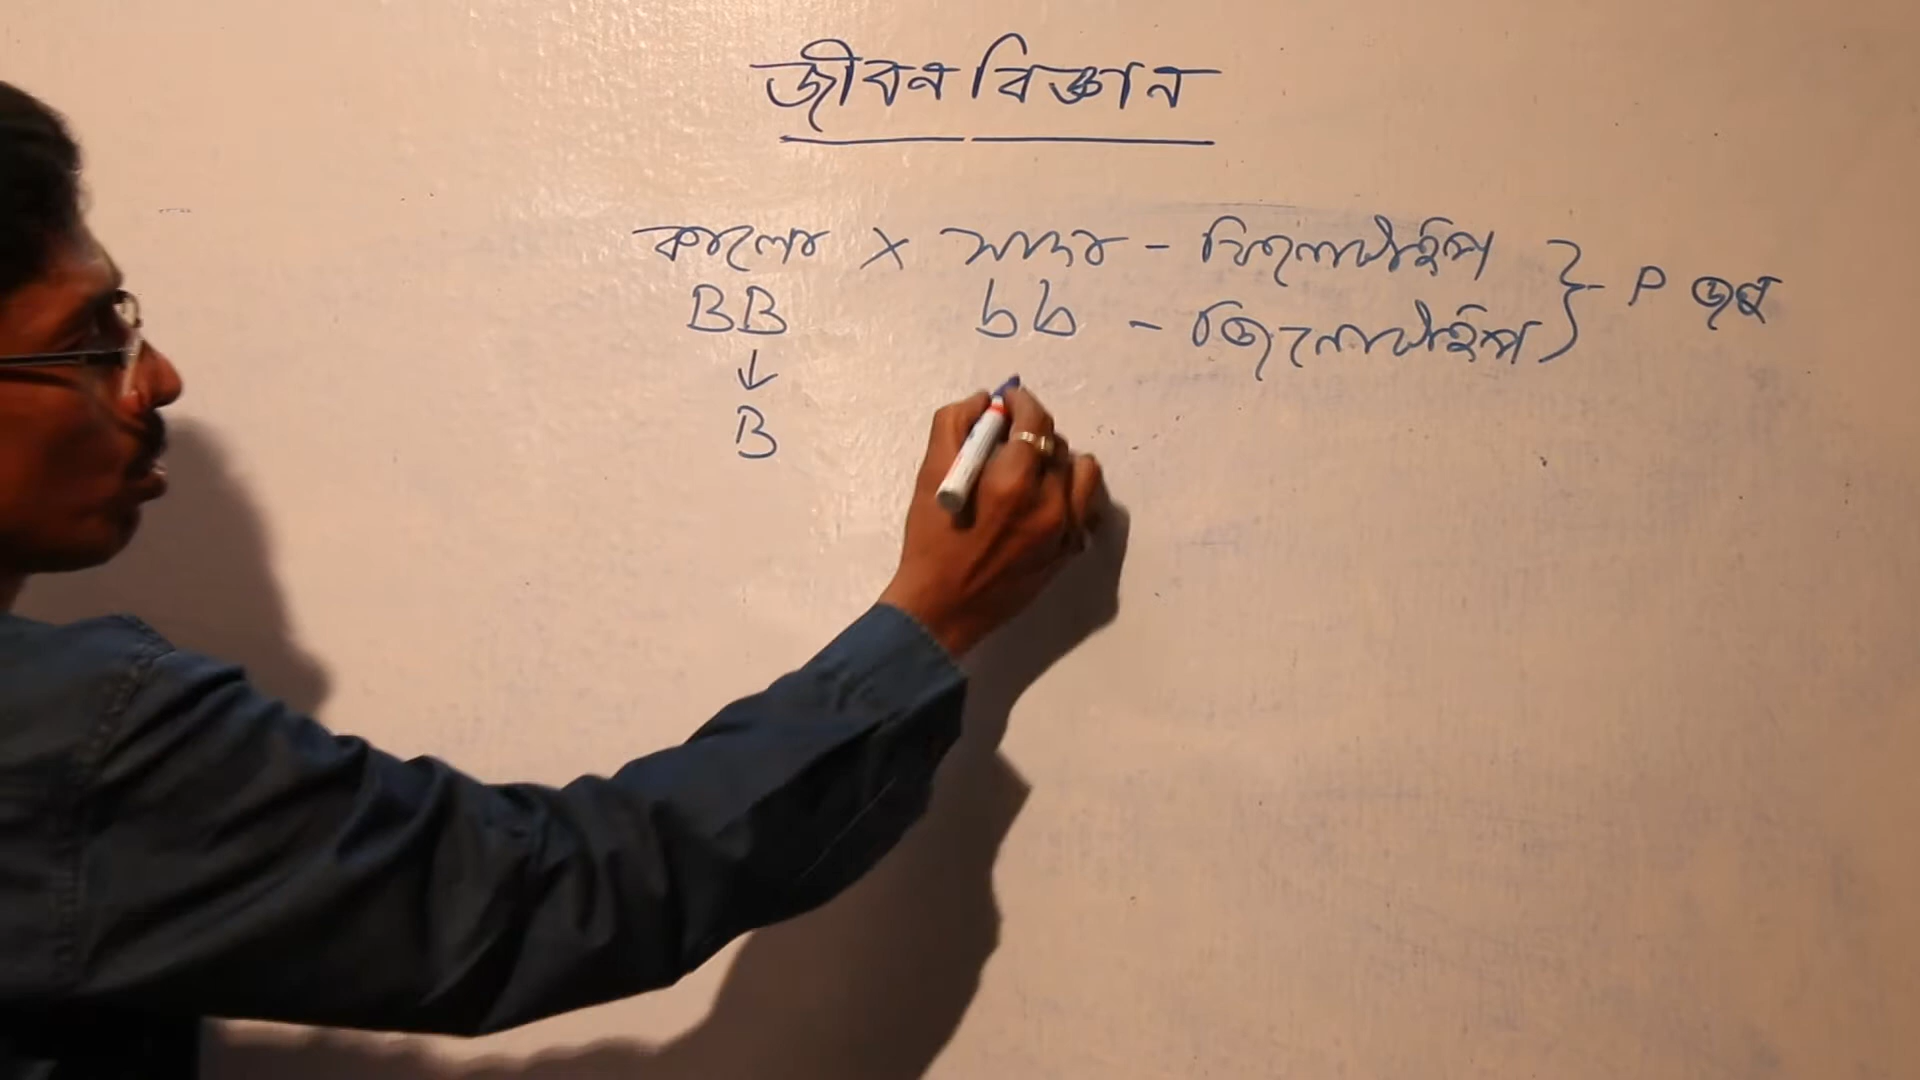 জীবন বিজ্ঞান
কালো × সাদা - ফিনোটাইপ } - P জনু
BB bb - জিনোটাইপ
↓
B